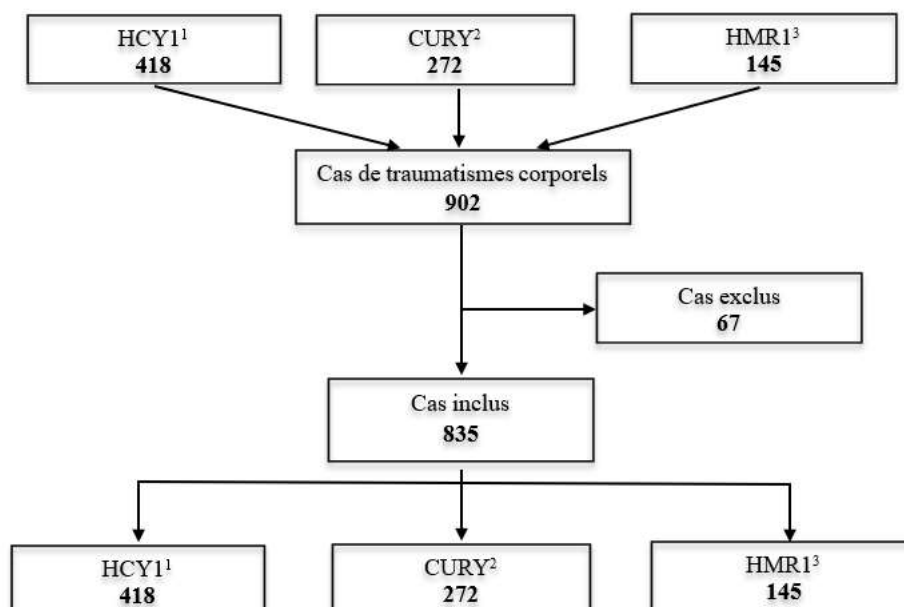 HCY1¹
418
CURY²
272
HMR1³
145
Cas de traumatismes corporels
902
Cas exclus
67
Cas inclus
835
HCY1¹
418
CURY²
272
HMR1³
145